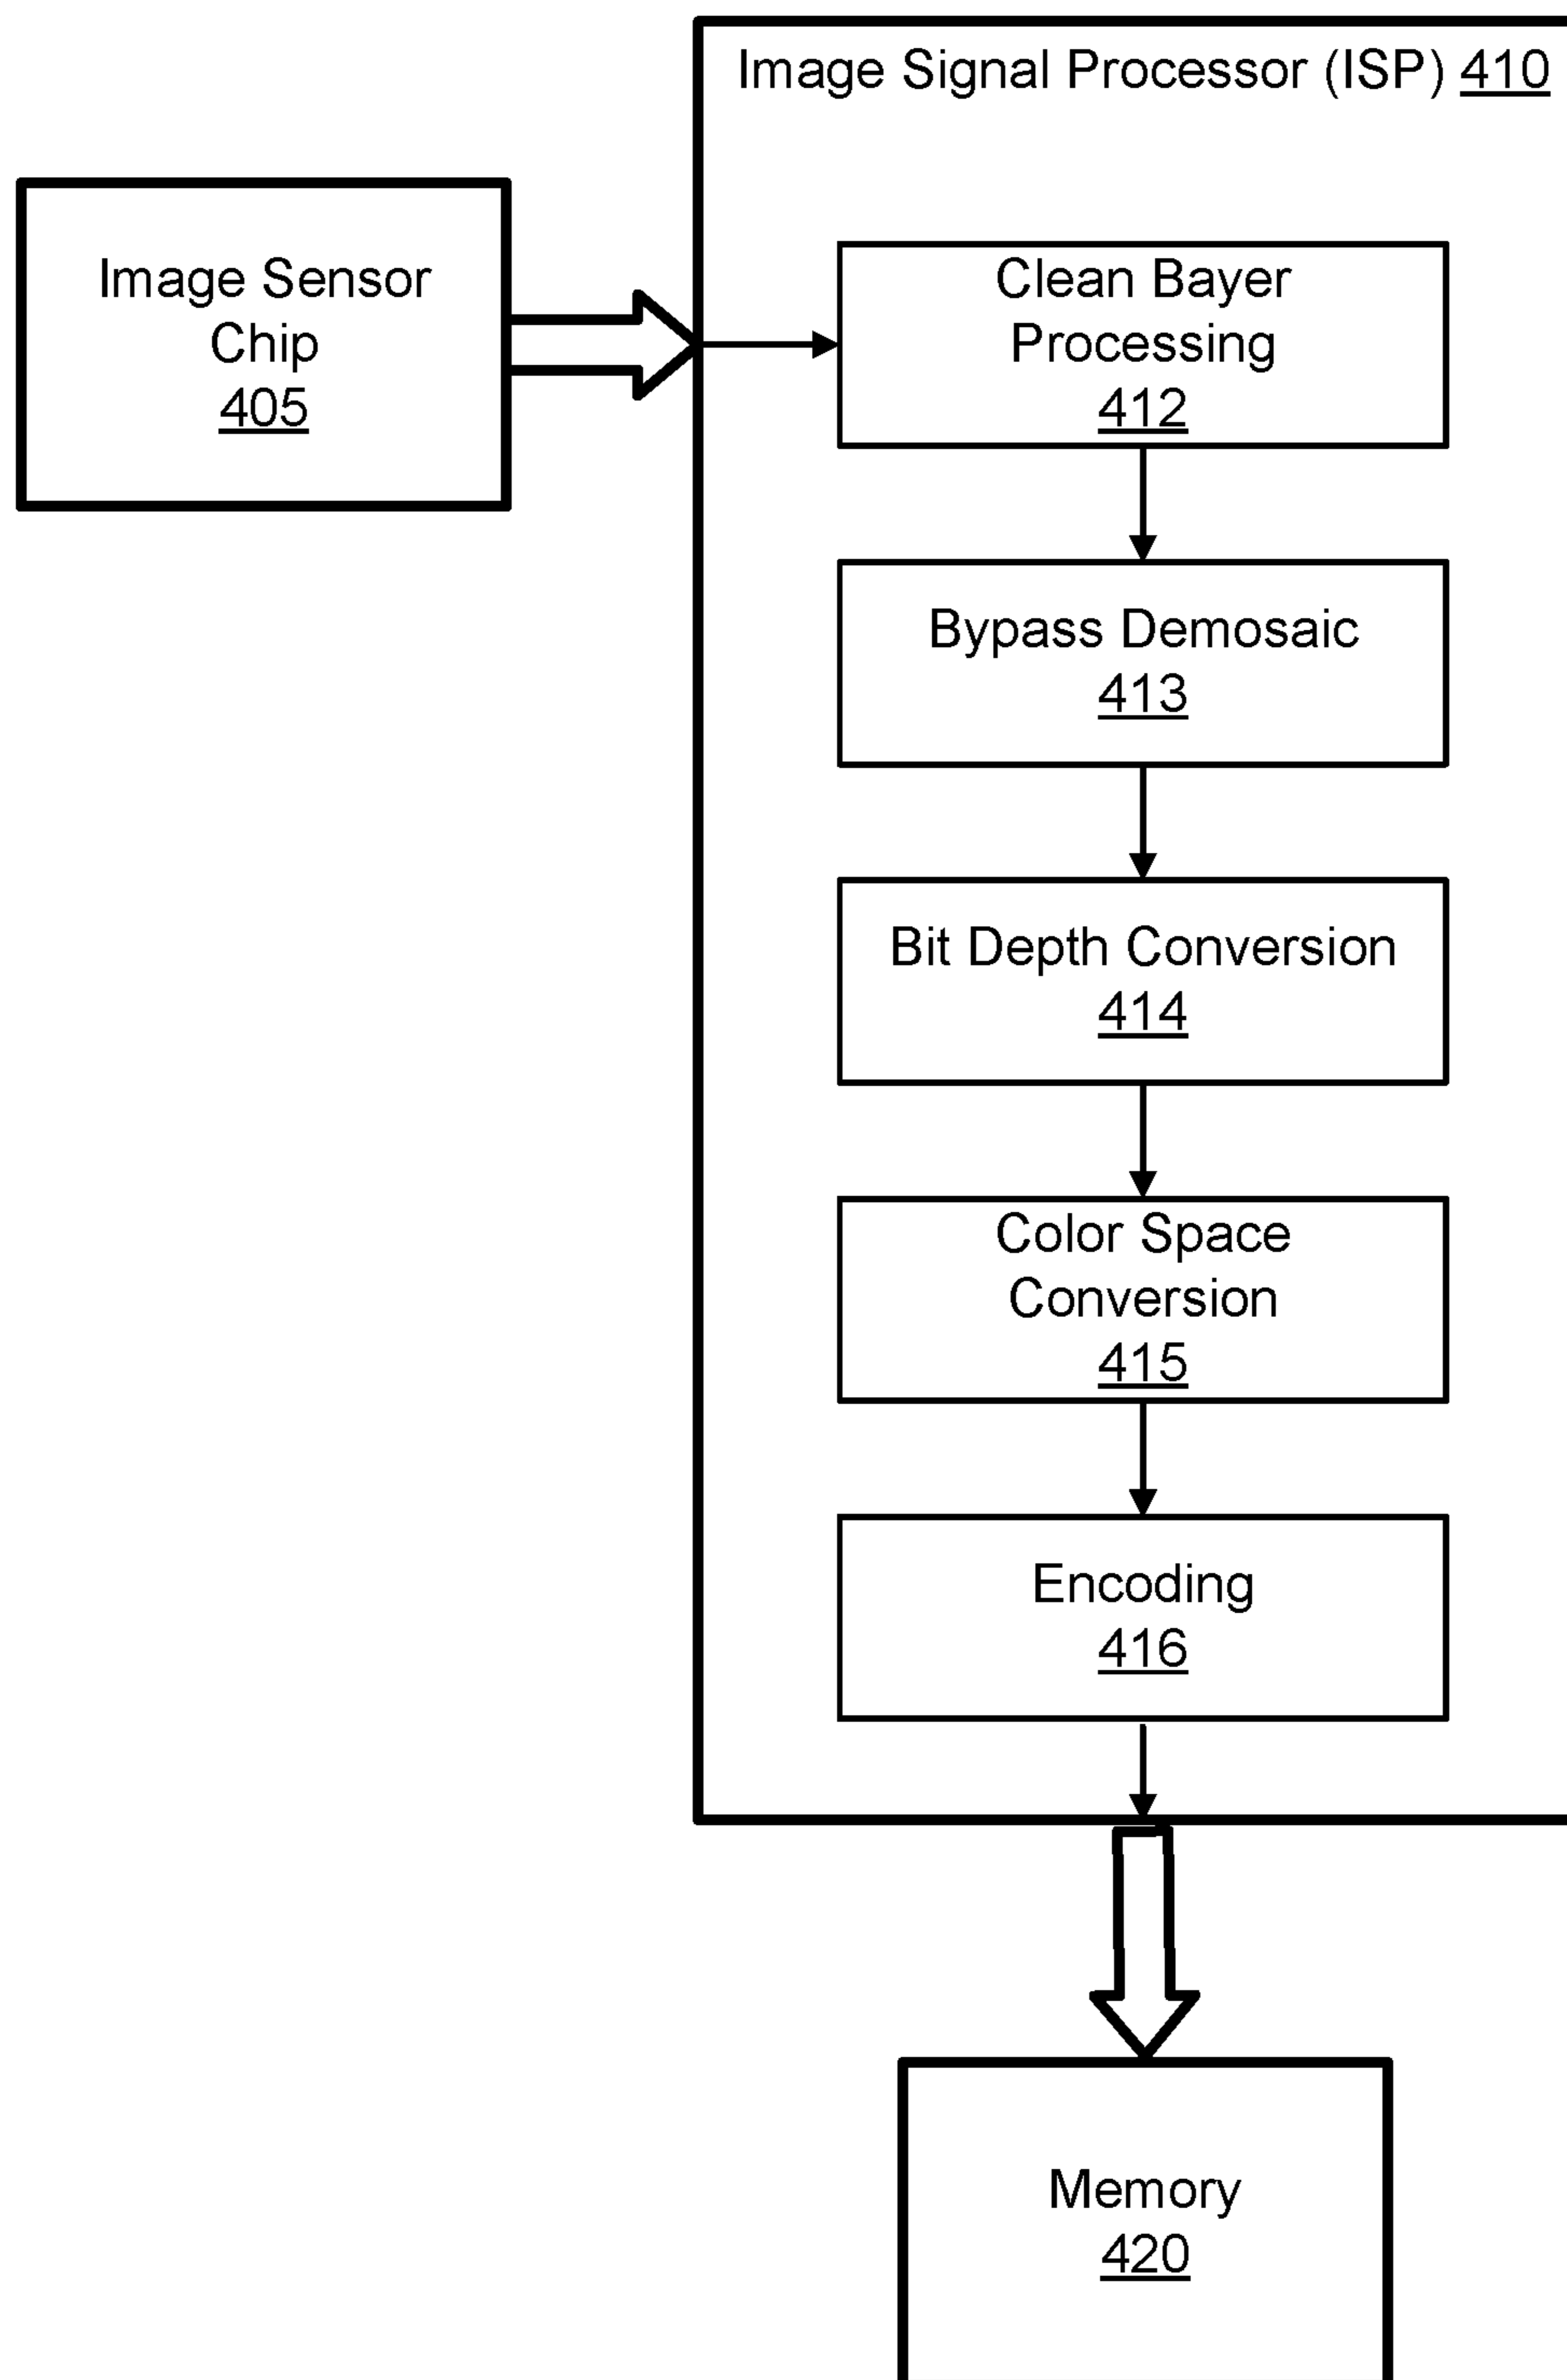 Image Signal Processor (ISP) 410
Image Sensor
Chip
405
Clean Bayer
Processing
412
Bypass Demosaic
413
Bit Depth Conversion
414
Color Space
Conversion
415
Encoding
416
Memory
420